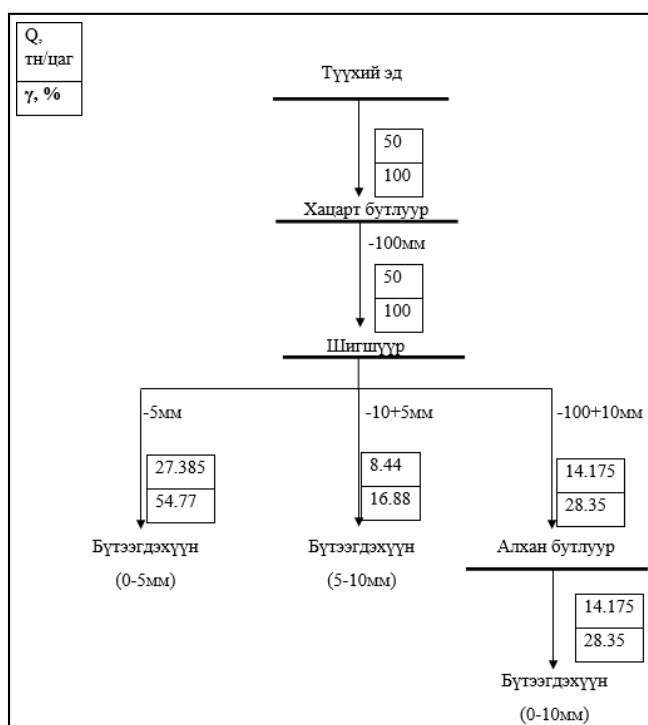 Q,
тн/цаг
γ, %
Түүхий эд
50
100
Хацарт бутлуур
-100мм
50
100
Шигшүүр
-5мм
-10+5мм
-100+10мм
27.385
54.77
8.44
16.88
14.175
28.35
Бүтээгдэхүүн
(0-5мм)
Бүтээгдэхүүн
(5-10мм)
Алхан бутлуур
14.175
28.35
Бүтээгдэхүүн
(0-10мм)